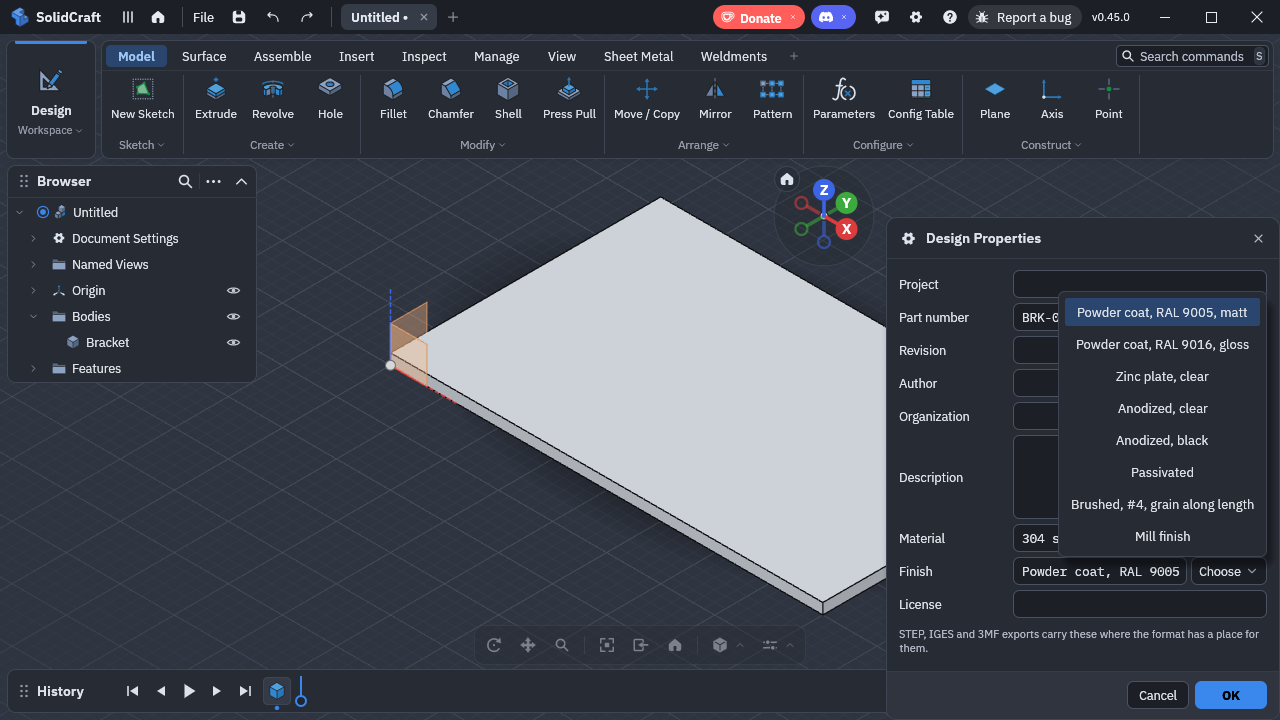 SolidCraft
File
Untitled •
Donate
Report a bug
v0.45.0
Design
Workspace
Model
Surface
Assemble
Insert
Inspect
Manage
View
Sheet Metal
Weldments
Search commands
S
New Sketch
Extrude
Revolve
Hole
Fillet
Chamfer
Shell
Press Pull
Move / Copy
Mirror
Pattern
Parameters
Config Table
Plane
Axis
Point
Sketch
Create
Modify
Arrange
Configure
Construct
Browser
Untitled
Document Settings
Named Views
Origin
Bodies
Bracket
Features
Z
Y
X
Design Properties
Project
Part number
BRK-0
Revision
Author
Organization
Description
Material
304 s
Finish
Powder coat, RAL 9005
Choose
License
Powder coat, RAL 9005, matt
Powder coat, RAL 9016, gloss
Zinc plate, clear
Anodized, clear
Anodized, black
Passivated
Brushed, #4, grain along length
Mill finish
STEP, IGES and 3MF exports carry these where the format has a place for
them.
Cancel
OK
History